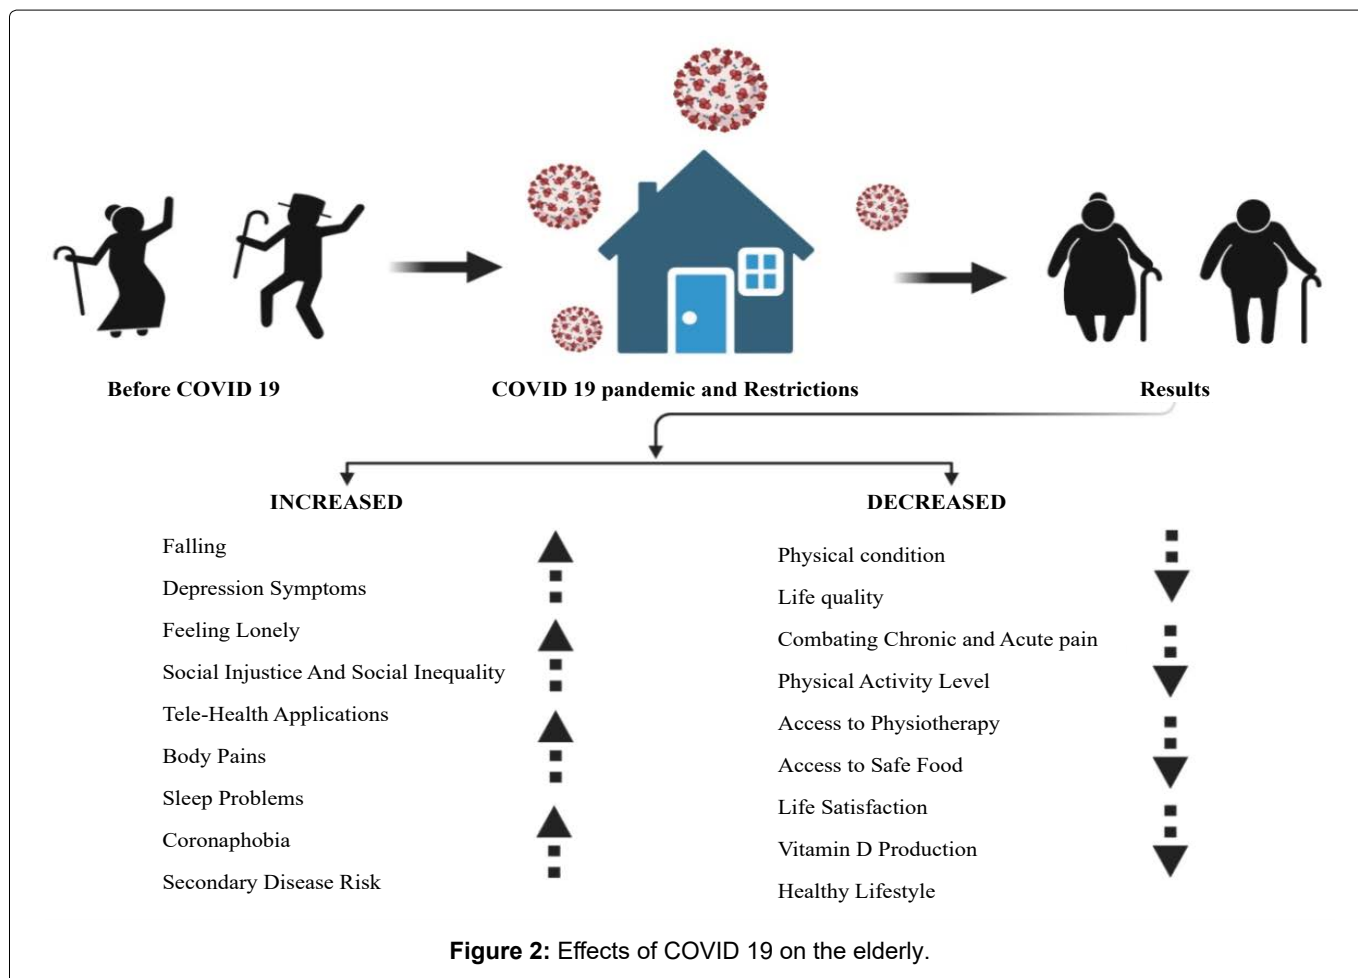 Before COVID 19
COVID 19 pandemic and Restrictions
Results
INCREASED
Falling
Depression Symptoms
Feeling Lonely
Social Injustice And Social Inequality
Tele-Health Applications
Body Pains
Sleep Problems
Coronaphobia
Secondary Disease Risk
DECREASED
Physical condition
Life quality
Combating Chronic and Acute pain
Physical Activity Level
Access to Physiotherapy
Access to Safe Food
Life Satisfaction
Vitamin D Production
Healthy Lifestyle
Figure 2: Effects of COVID 19 on the elderly.